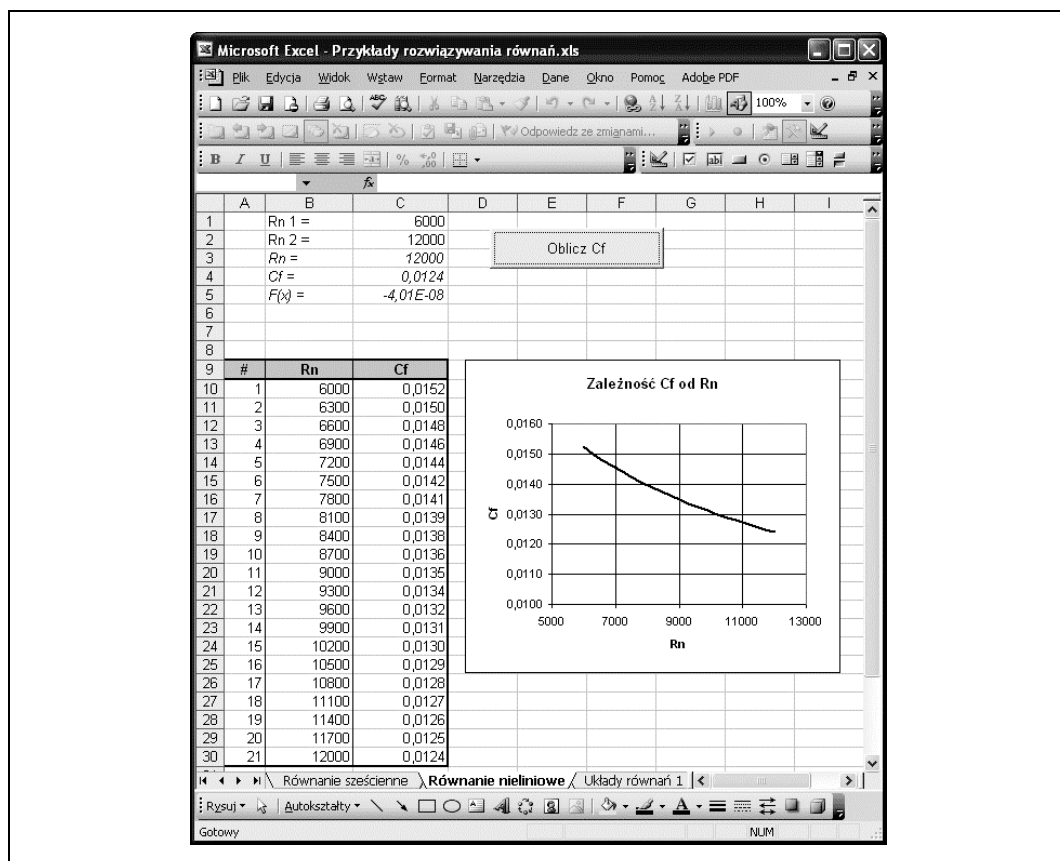 Microsoft Excel - Przykłady rozwiązywania równań.xls
Plik Edycja Widok Wstaw Format Narzędzia Dane Okno Pomoc Adobe PDF
100%
Odpowiedz ze zmianami...
B I U % ab
fx
A B C D E F G H I
1 Rn 1 = 6000
2 Rn 2 = 12000
3 Rn = 12000
4 Cf = 0,0124
5 F(x) = -4,01E-08
Oblicz Cf
6
7
8
9 # Rn Cf
10 1 6000 0,0152
11 2 6300 0,0150
12 3 6600 0,0148
13 4 6900 0,0146
14 5 7200 0,0144
15 6 7500 0,0142
16 7 7800 0,0141
17 8 8100 0,0139
18 9 8400 0,0138
19 10 8700 0,0136
20 11 9000 0,0135
21 12 9300 0,0134
22 13 9600 0,0132
23 14 9900 0,0131
24 15 10200 0,0130
25 16 10500 0,0129
26 17 10800 0,0128
27 18 11100 0,0127
28 19 11400 0,0126
29 20 11700 0,0125
30 21 12000 0,0124
Zależność Cf od Rn
0,0160
0,0150
0,0140
0,0130
0,0120
0,0110
0,0100
Cf
5000 7000 9000 11000 13000
Rn
Równanie sześcienne Równanie nieliniowe Układy równań 1
Rysuj Autokształty
Gotowy NUM